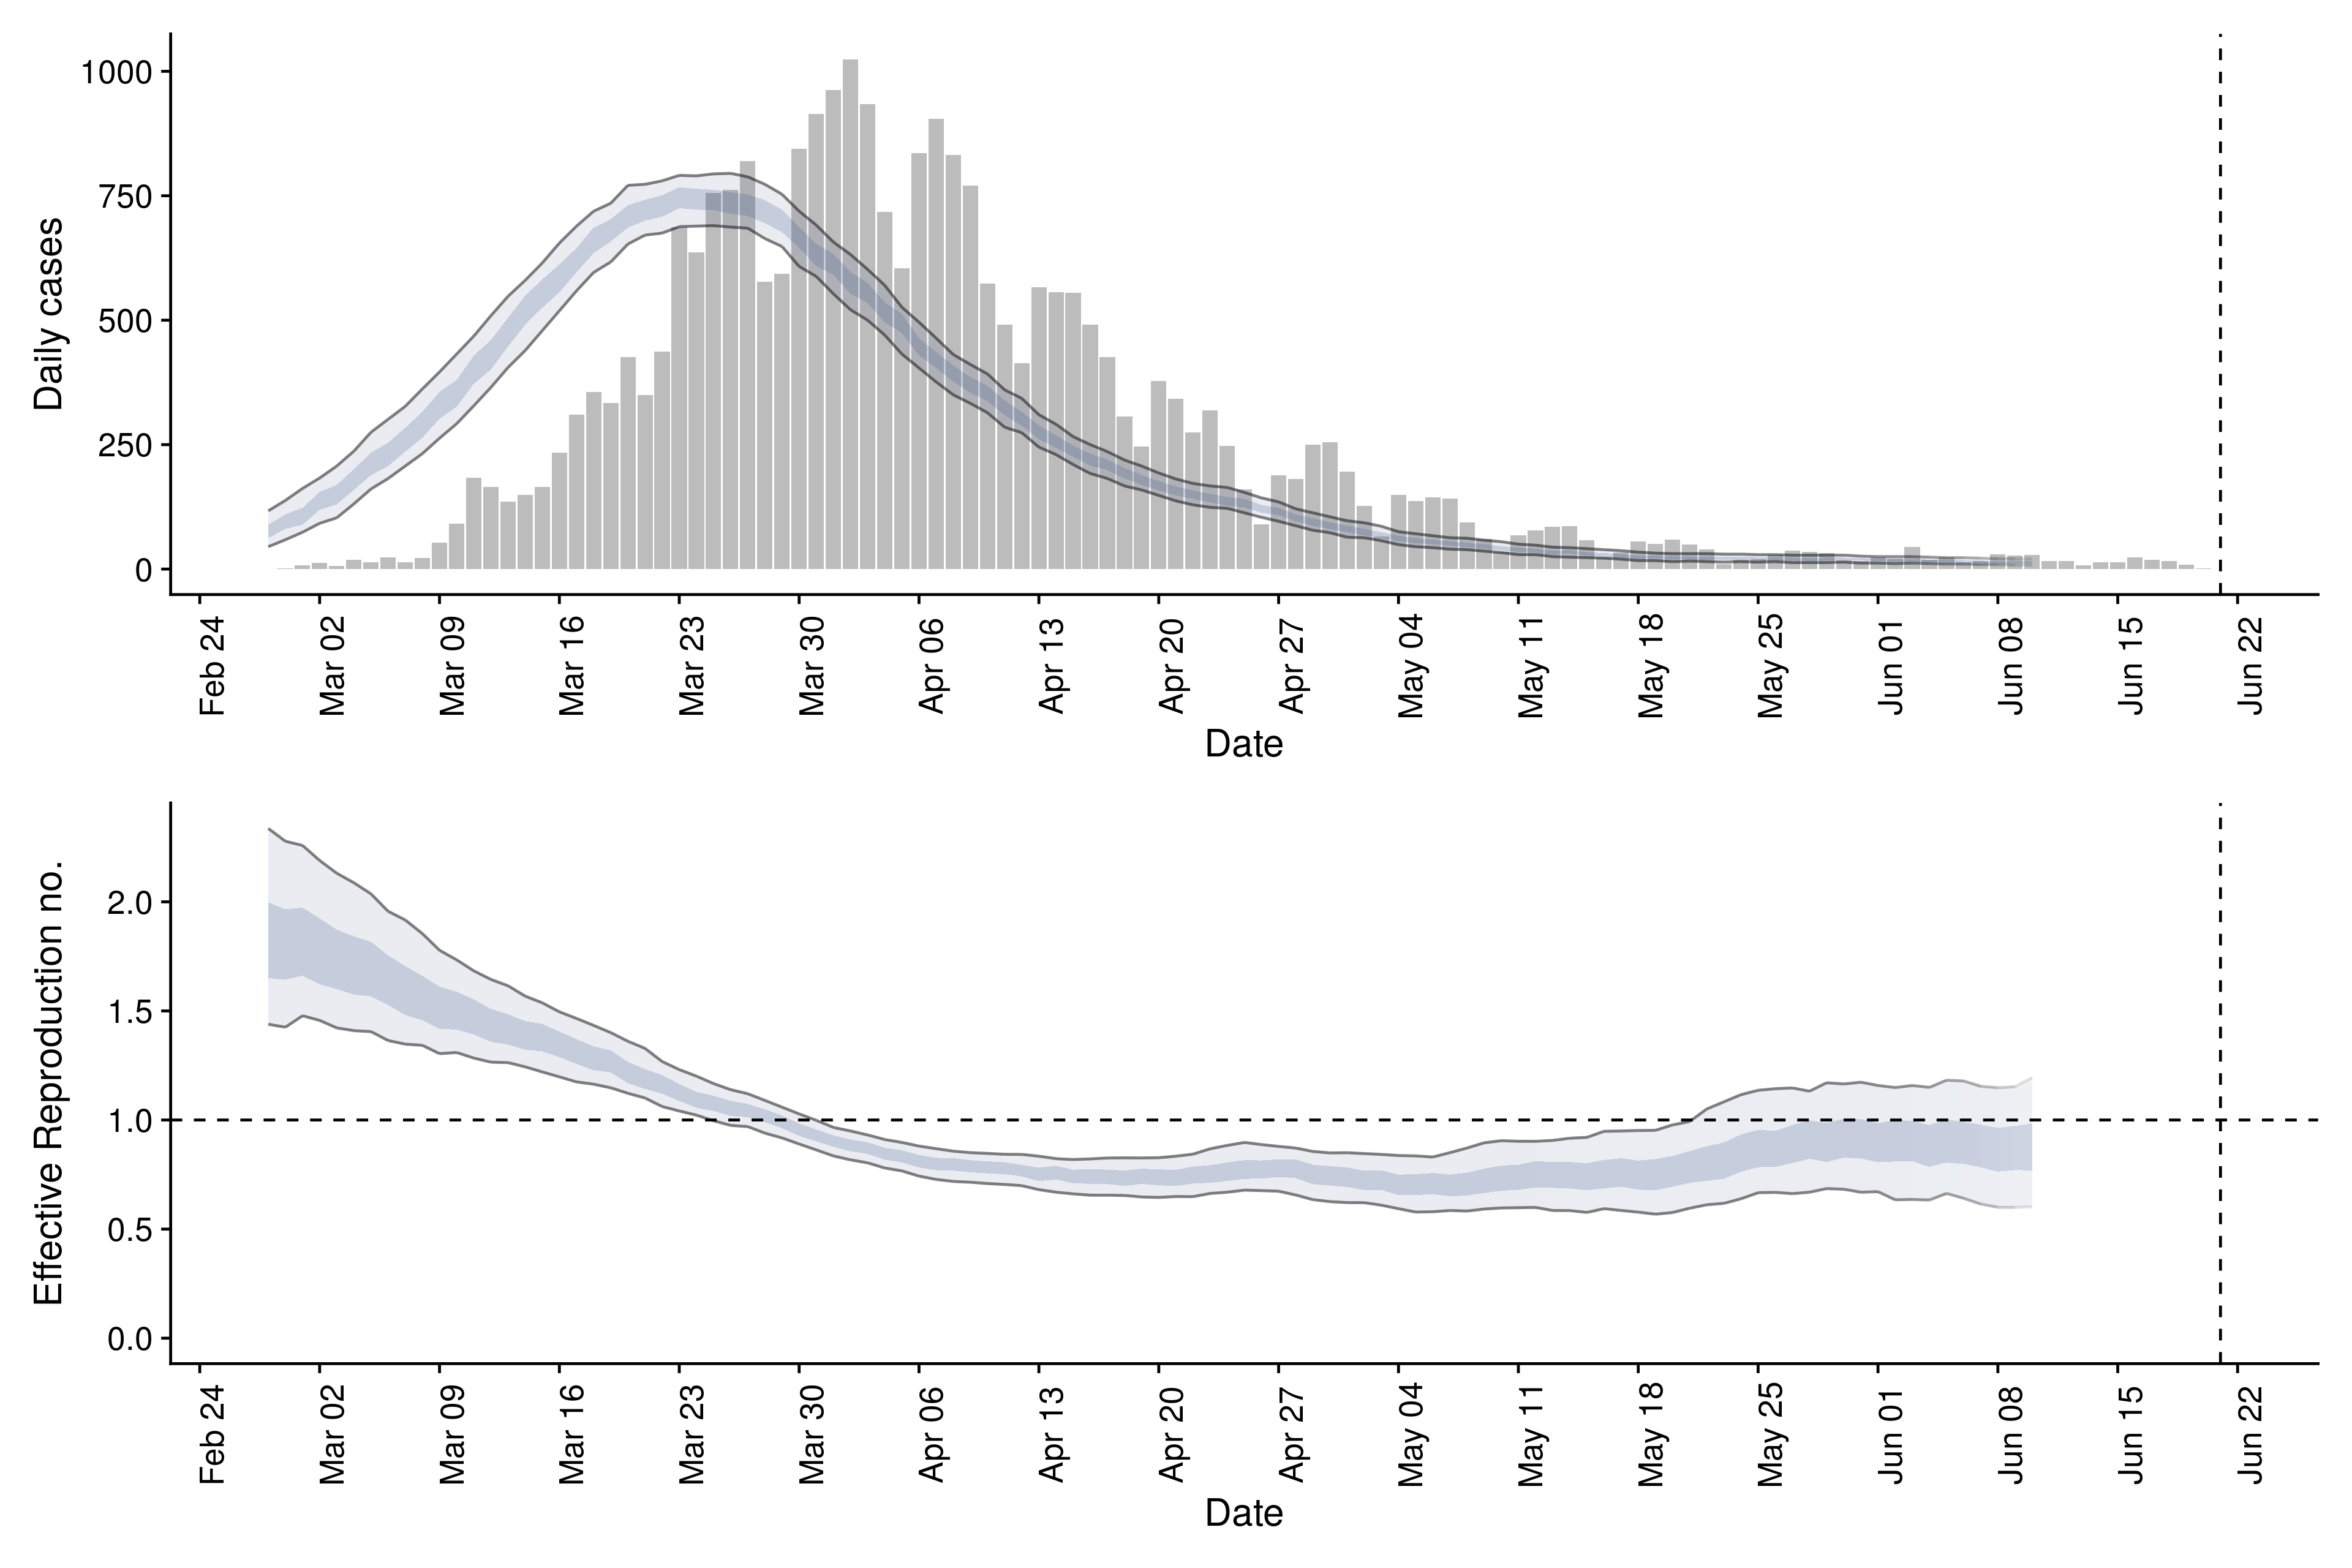 Daily cases
1000
750
500
250
0
Feb 24
Mar 02
Mar 09
Mar 16
Mar 23
Mar 30
Apr 06
Apr 13
Apr 20
Apr 27
May 04
May 11
May 18
May 25
Jun 01
Jun 08
Jun 15
Jun 22
Date
Effective Reproduction no.
2.0
1.5
1.0
0.5
0.0
Feb 24
Mar 02
Mar 09
Mar 16
Mar 23
Mar 30
Apr 06
Apr 13
Apr 20
Apr 27
May 04
May 11
May 18
May 25
Jun 01
Jun 08
Jun 15
Jun 22
Date